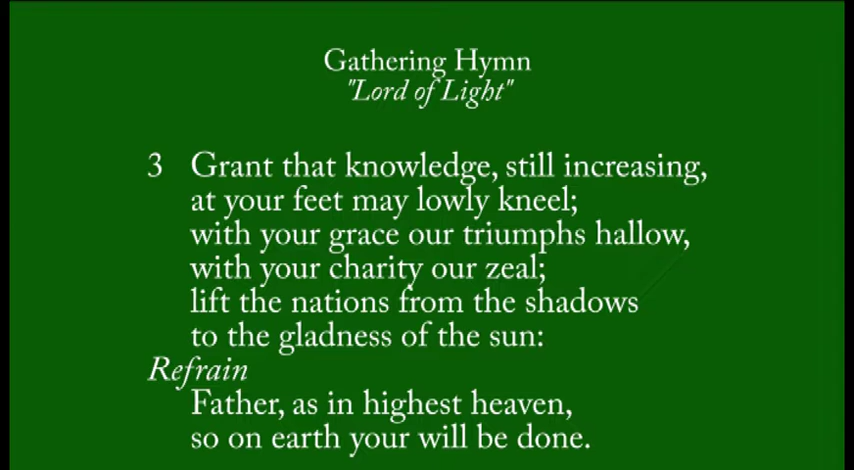 Gathering Hymn
"Lord of Light"
3 Grant that knowledge, still increasing,
at your feet may lowly kneel;
with your grace our triumphs hallow,
with your charity our zeal;
lift the nations from the shadows
to the gladness of the sun:
Refrain
Father, as in highest heaven,
so on earth your will be done.